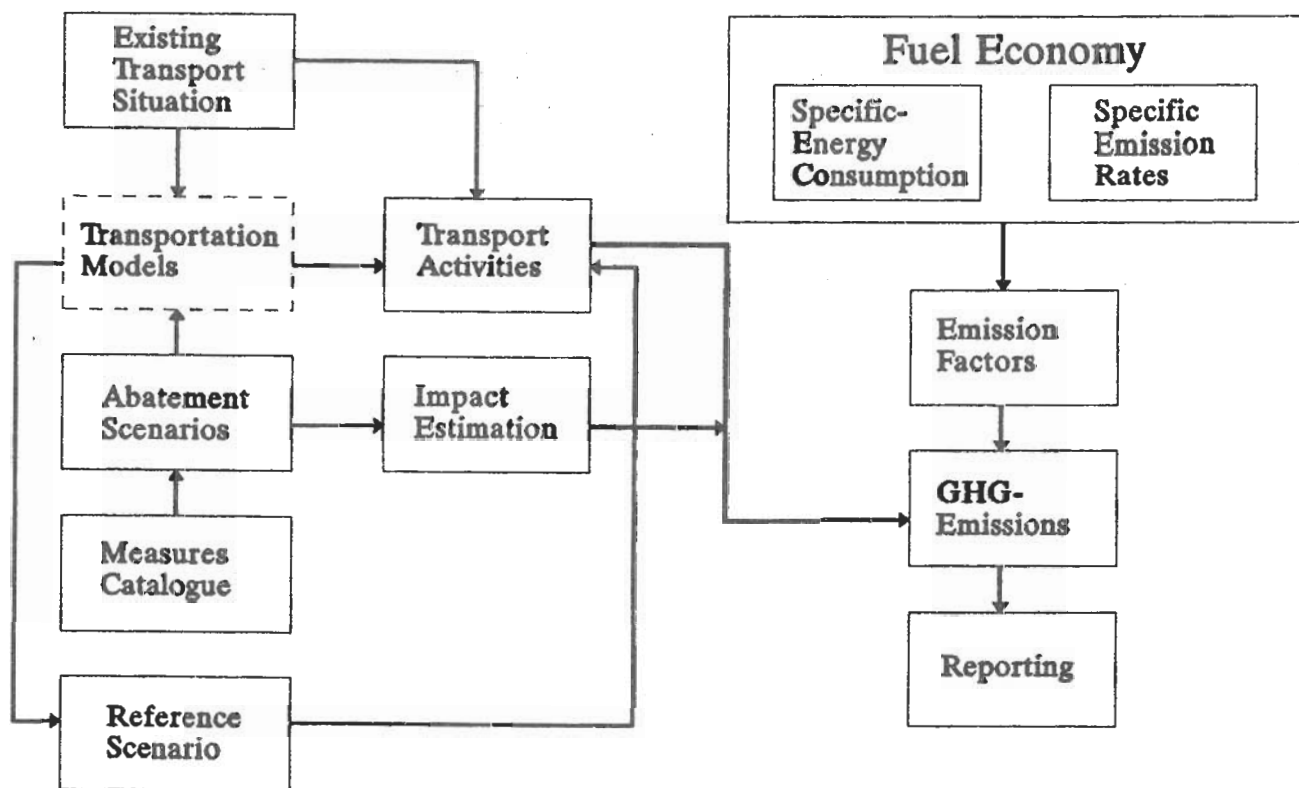 Existing
Transport
Situation
Fuel Economy
Specific-
Energy
Consumption
Specific
Emission
Rates
Transportation
Models
Transport
Activities
Emission
Factors
Abatement
Scenarios
Impact
Estimation
GHG-
Emissions
Measures
Catalogue
Reporting
Reference
Scenario